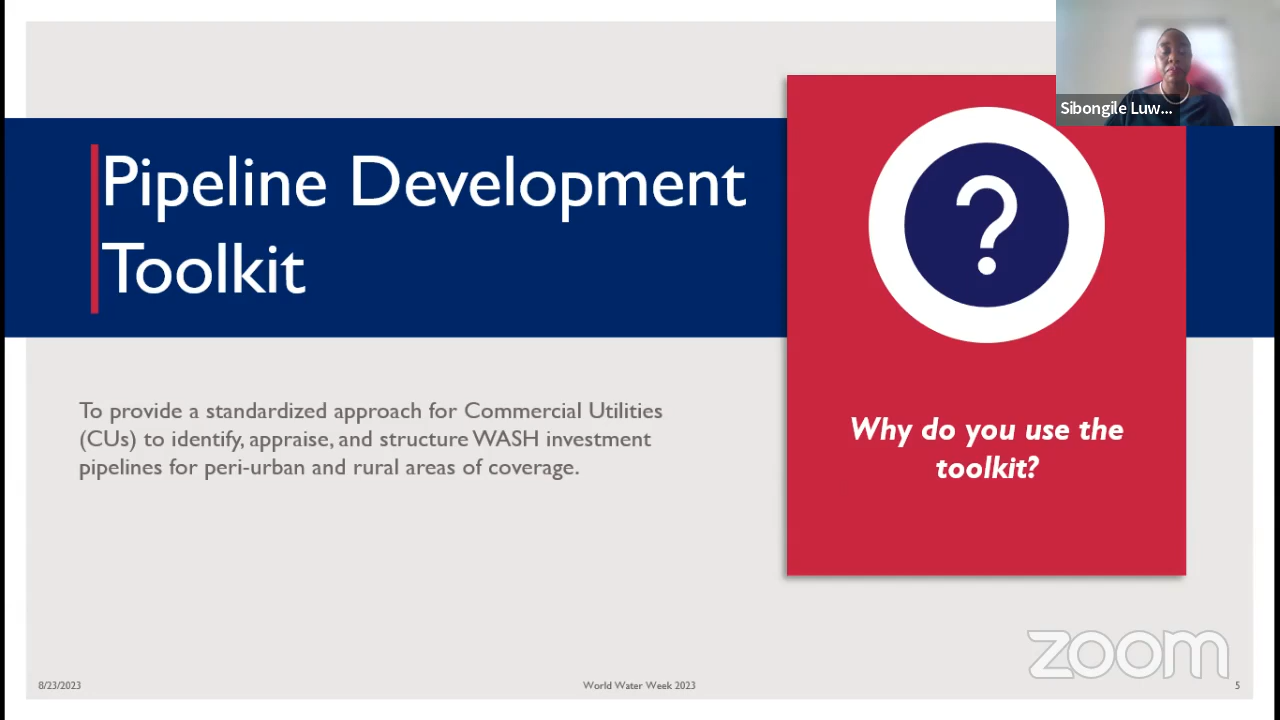 Pipeline Development
Toolkit
?
Why do you use the
toolkit?
To provide a standardized approach for Commercial Utilities
(CUs) to identify, appraise, and structure WASH investment
pipelines for peri-urban and rural areas of coverage.
Sibongile Luw...
zoom
8/23/2023
World Water Week 2023
5